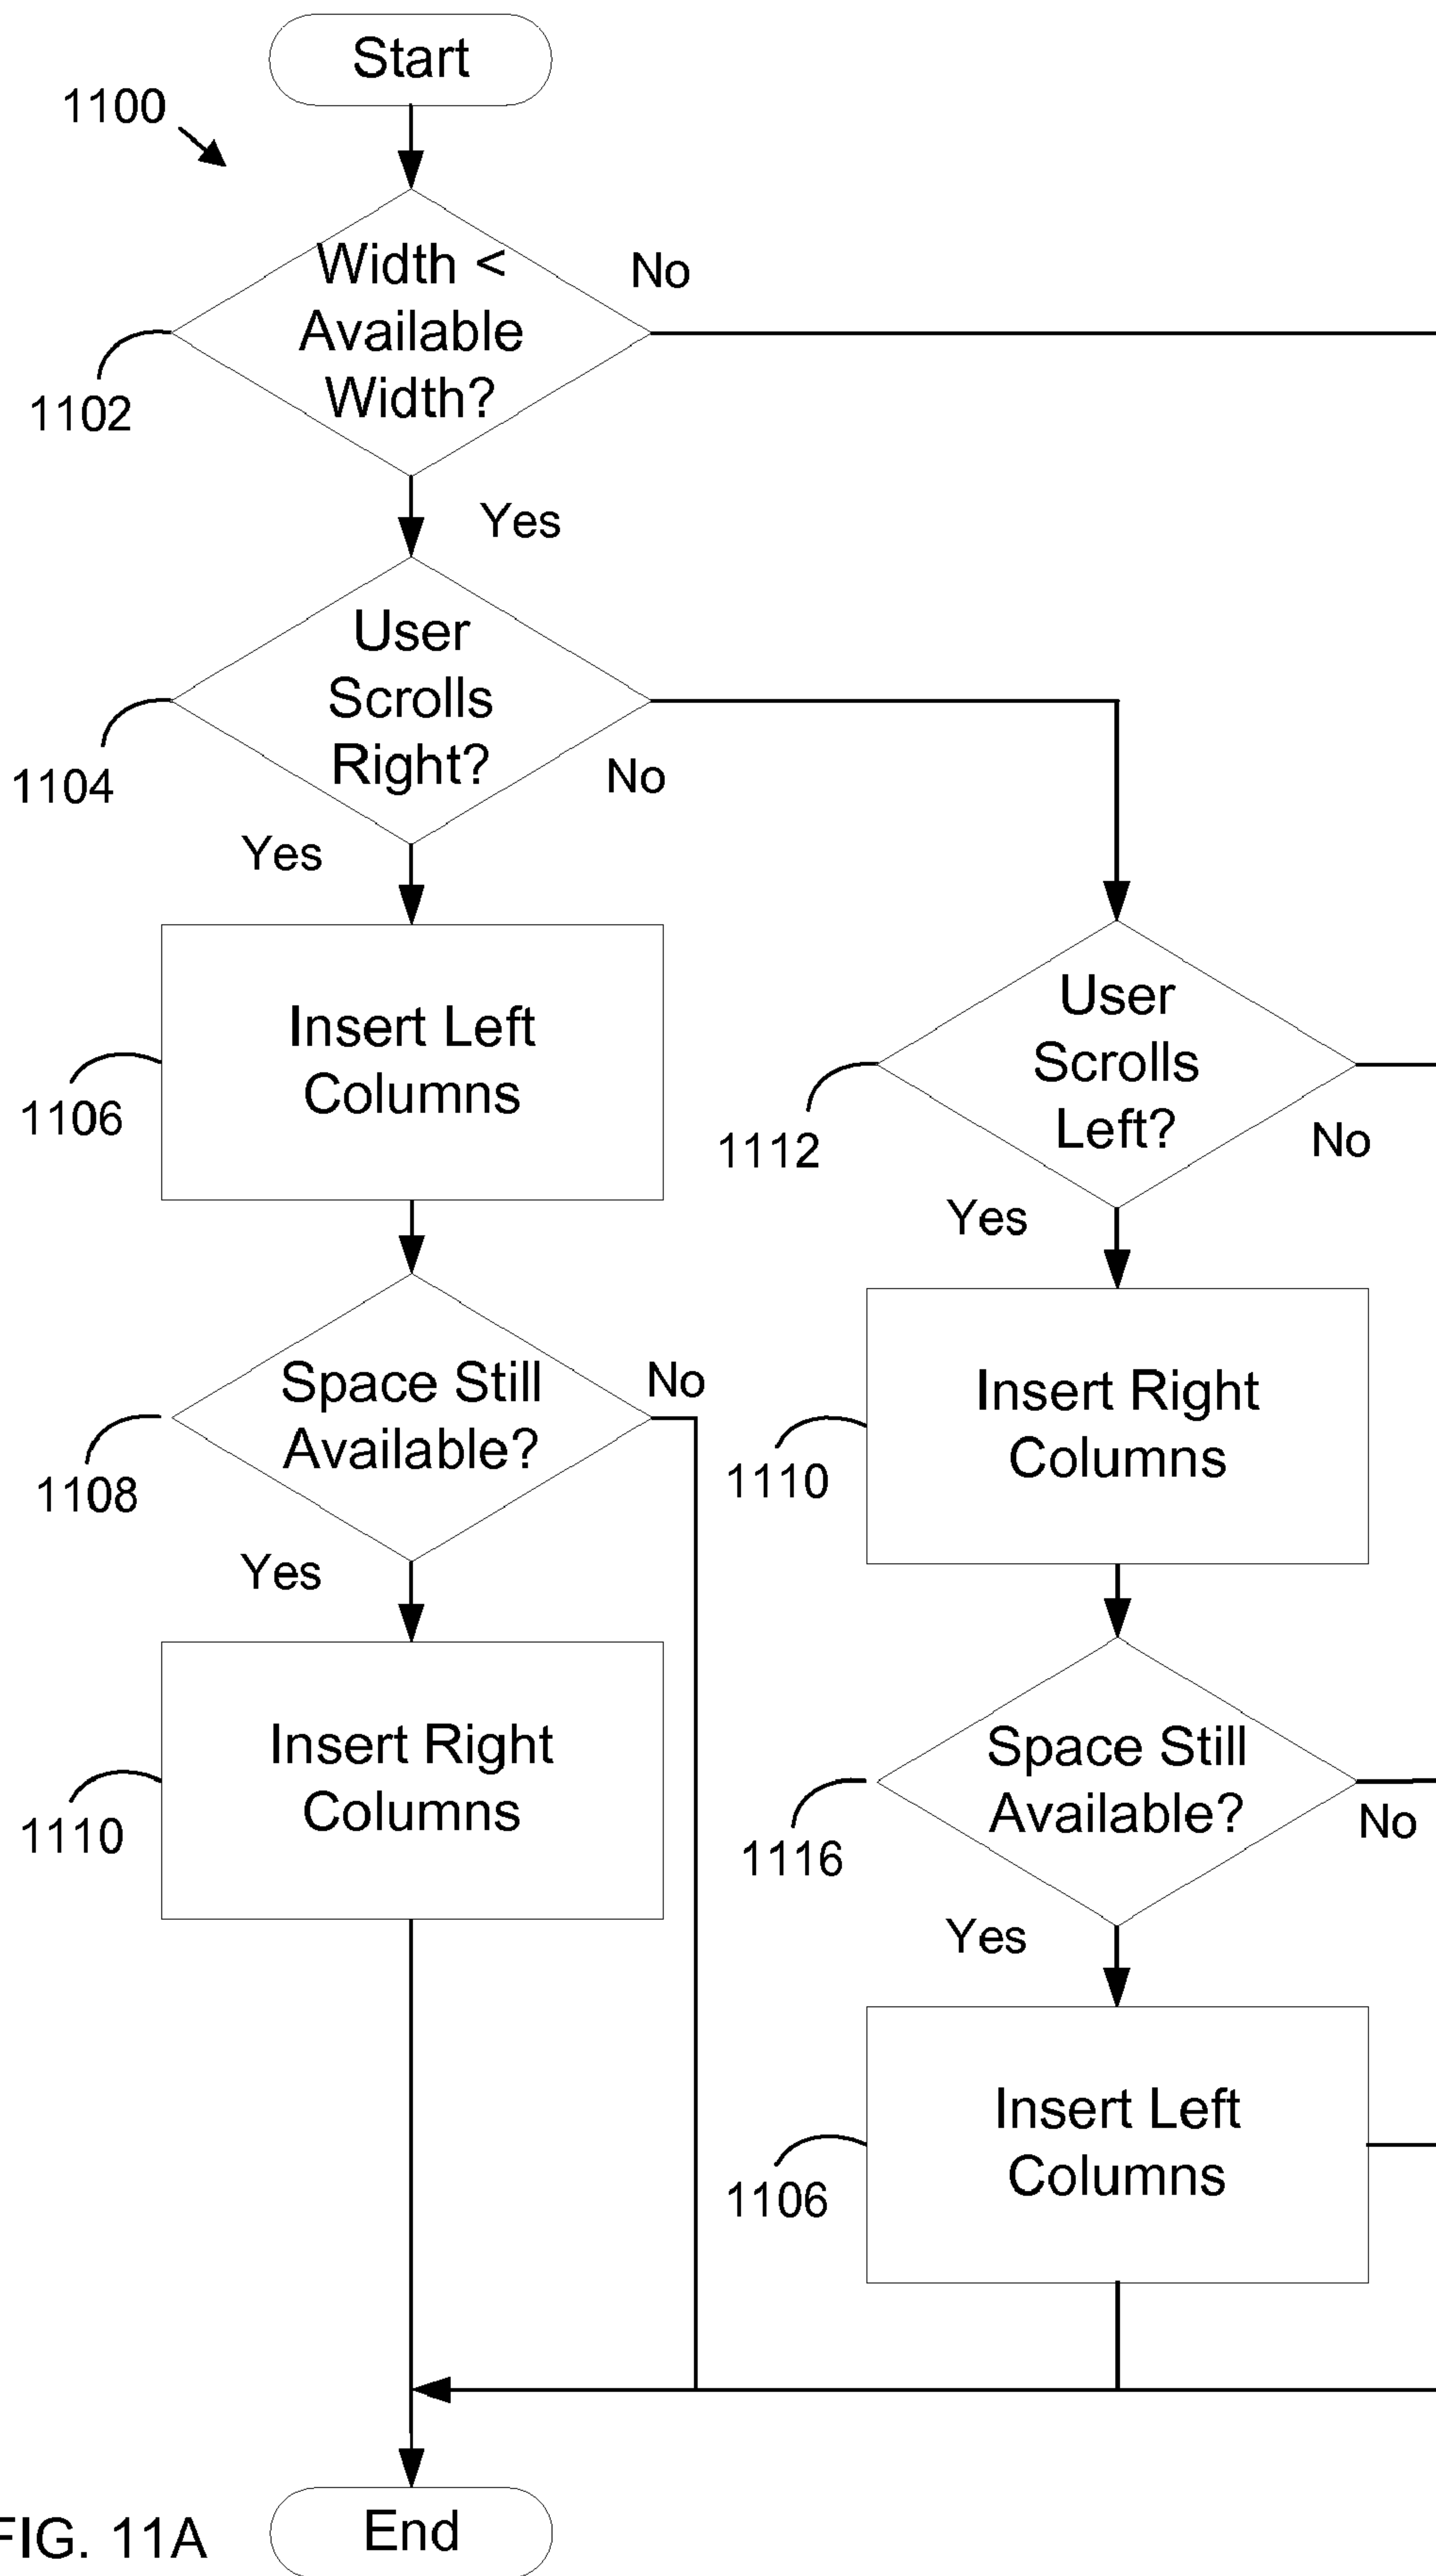 Start
1100
Width <
Available
Width?
No
1102
Yes
User
Scrolls
Right?
No
1104
Yes
Insert Left
Columns
1106
User
Scrolls
Left?
No
1112
Yes
Space Still
Available?
No
1108
Yes
Insert Right
Columns
1110
Insert Right
Columns
1110
Space Still
Available?
No
1116
Yes
Insert Left
Columns
1106
End
FIG. 11A